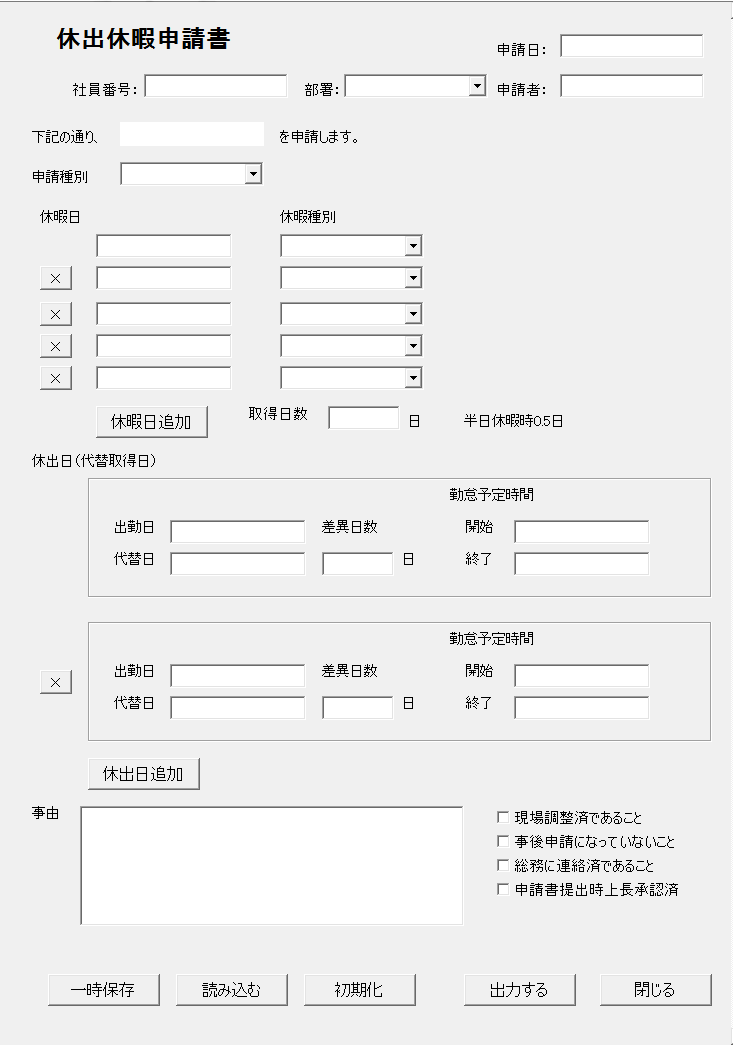 休出休暇申請書
申請日：
社員番号： 部署： 申請者：
下記の通り、 を申請します。
申請種別
休暇日 休暇種別
×
×
×
×
休暇日追加 取得日数 日 半日休暇時0.5日
休出日（代替取得日）
勤怠予定時間
出勤日 差異日数 開始
代替日 日 終了
勤怠予定時間
出勤日 差異日数 開始
×
代替日 日 終了
休出日追加
事由
現場調整済であること
事後申請になっていないこと
総務に連絡済であること
申請書提出時上長承認済
一時保存 読み込む 初期化 出力する 閉じる